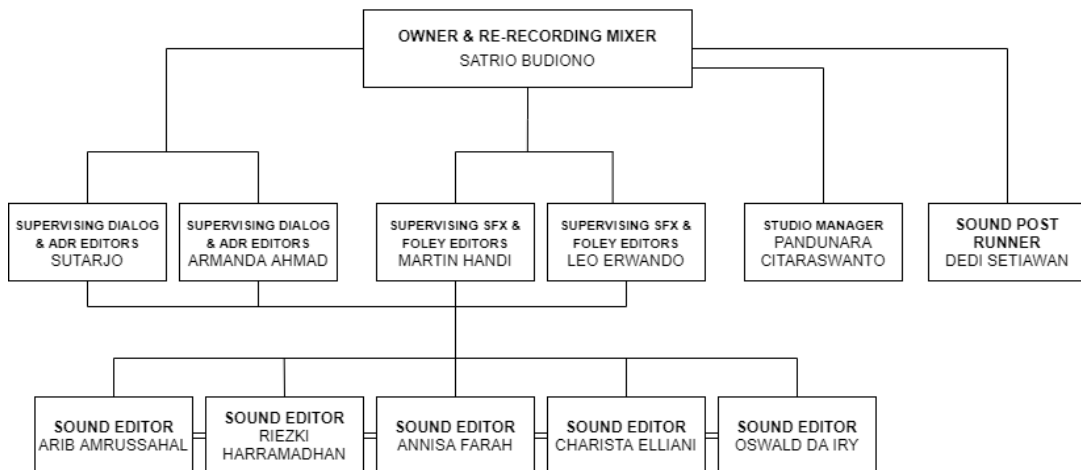 OWNER & RE-RECORDING MIXER
SATRIO BUDIONO
SUPERVISING DIALOG
& ADR EDITORS
SUTARJO
SUPERVISING DIALOG
& ADR EDITORS
ARMANDA AHMAD
SUPERVISING SFX &
FOLEY EDITORS
MARTIN HANDI
SUPERVISING SFX &
FOLEY EDITORS
LEO ERWANDO
STUDIO MANAGER
PANDUNARA
CITARASWANTO
SOUND POST
RUNNER
DEDI SETIAWAN
SOUND EDITOR
ARIB AMRUSSAHAL
SOUND EDITOR
RIEZKI
HARRAMADHAN
SOUND EDITOR
ANNISA FARAH
SOUND EDITOR
CHARISTA ELLIANI
SOUND EDITOR
OSWALD DA IRY